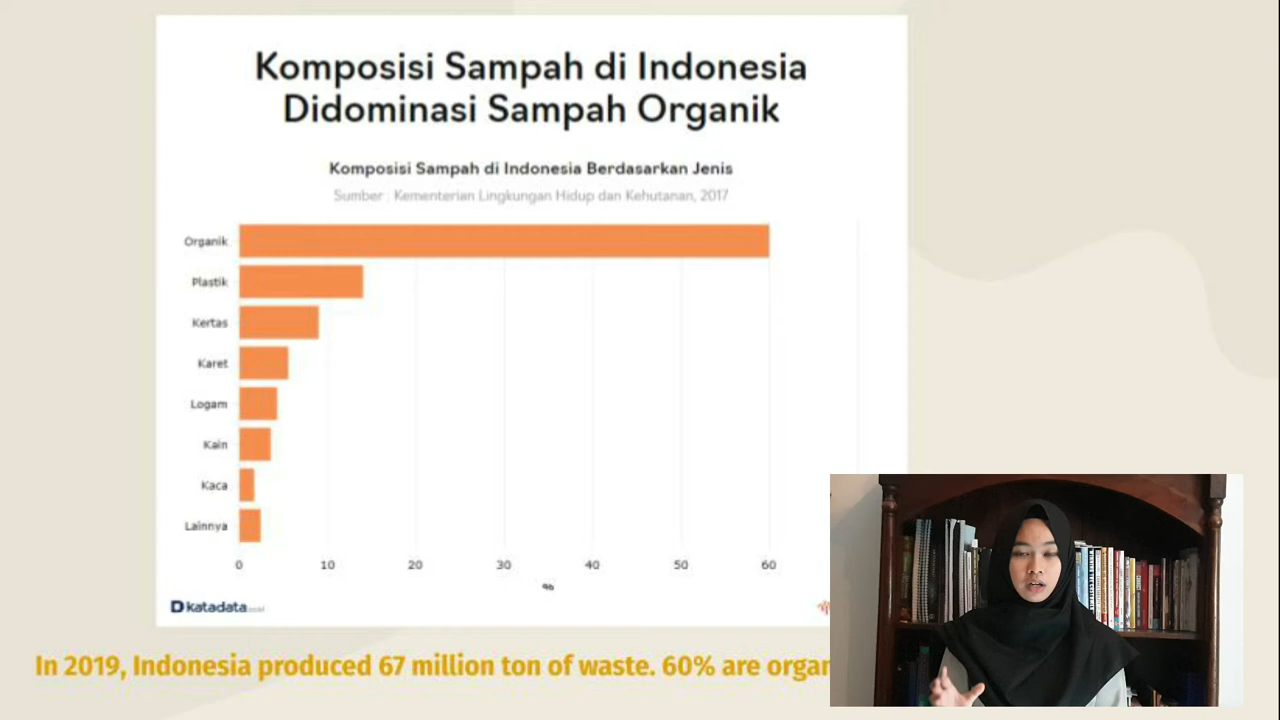 Komposisi Sampah di Indonesia
Didominasi Sampah Organik
Komposisi Sampah di Indonesia Berdasarkan Jenis
Sumber : Kementerian Lingkungan Hidup dan Kehutanan, 2017
Organik
Plastik
Kertas
Karet
Logam
Kain
Kaca
Lainnya
0 10 20 30 40 50 60
%
katadata
In 2019, Indonesia produced 67 million ton of waste. 60% are organ